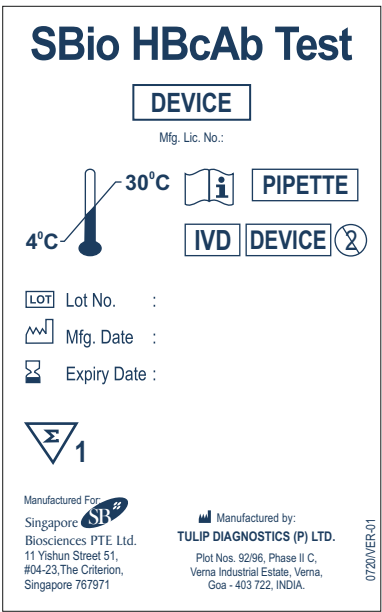 SBio HBcAb Test
DEVICE
Mfg. Lic. No.:
30°C
4°C
i
PIPETTE
IVD DEVICE 2
LOT Lot No. :
Mfg. Date :
Expiry Date :
Σ 1
Manufactured For:
Singapore SB
Biosciences PTE Ltd.
11 Yishun Street 51,
#04-23,The Criterion,
Singapore 767971
Manufactured by:
TULIP DIAGNOSTICS (P) LTD.
Plot Nos. 92/96, Phase II C,
Verna Industrial Estate, Verna,
Goa - 403 722, INDIA.
0720/VER-01